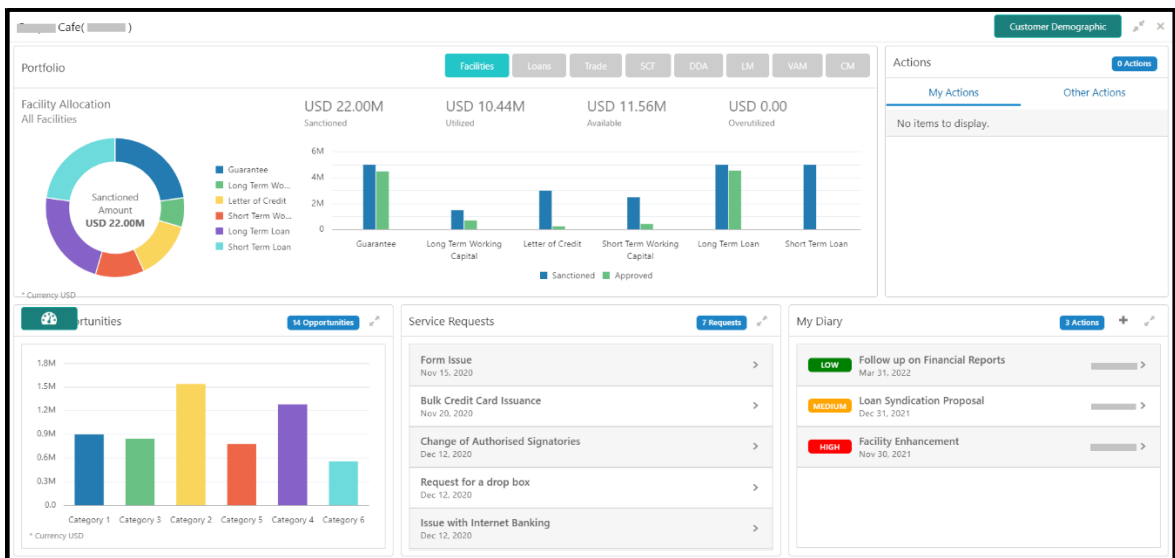 Cafe( )
Customer Demographic
Portfolio
Facilities
Loans
Trade
SCF
DDA
LM
VAM
CM
Facility Allocation
All Facilities
Sanctioned
Amount
USD 22.00M
Guarantee
Long Term Wo...
Letter of Credit
Short Term Wo...
Long Term Loan
Short Term Loan
* Currency USD
USD 22.00M
Sanctioned
USD 10.44M
Utilized
USD 11.56M
Available
USD 0.00
Overutilized
6M
4M
2M
0
Guarantee
Long Term Working
Capital
Letter of Credit
Short Term Working
Capital
Long Term Loan
Short Term Loan
Sanctioned
Approved
Actions
0 Actions
My Actions
Other Actions
No items to display.
rtunities
14 Opportunities
1.8M
1.5M
1.2M
0.9M
0.6M
0.3M
0.0
Category 1
Category 3
Category 2
Category 5
Category 4
Category 6
* Currency USD
Service Requests
7 Requests
Form Issue
Nov 15, 2020
Bulk Credit Card Issuance
Nov 20, 2020
Change of Authorised Signatories
Dec 12, 2020
Request for a drop box
Dec 12, 2020
Issue with Internet Banking
Dec 12, 2020
My Diary
3 Actions
LOW
Follow up on Financial Reports
Mar 31, 2022
MEDIUM
Loan Syndication Proposal
Dec 31, 2021
HIGH
Facility Enhancement
Nov 30, 2021